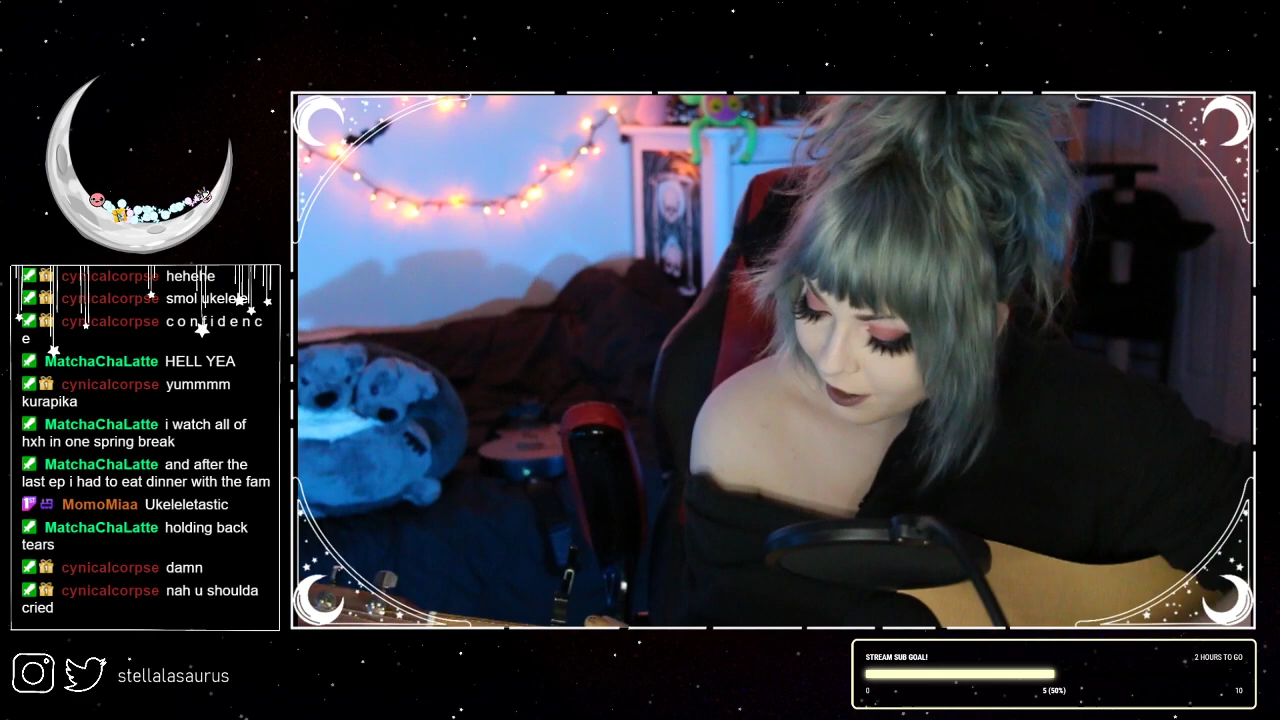 cynicalcorpse hehehe
cynicalcorpse smol ukelele
cynicalcorpse c o n f i d e n c
e
MatchaChaLatte HELL YEA
cynicalcorpse yummmm
kurapika
MatchaChaLatte i watch all of
hxh in one spring break
MatchaChaLatte and after the
last ep i had to eat dinner with the fam
MomoMiaa Ukeleletastic
MatchaChaLatte holding back
tears
cynicalcorpse damn
cynicalcorpse nah u shoulda
cried
stellalasaurus
STREAM SUB GOAL! 2 HOURS TO GO
0 5 (50%) 10